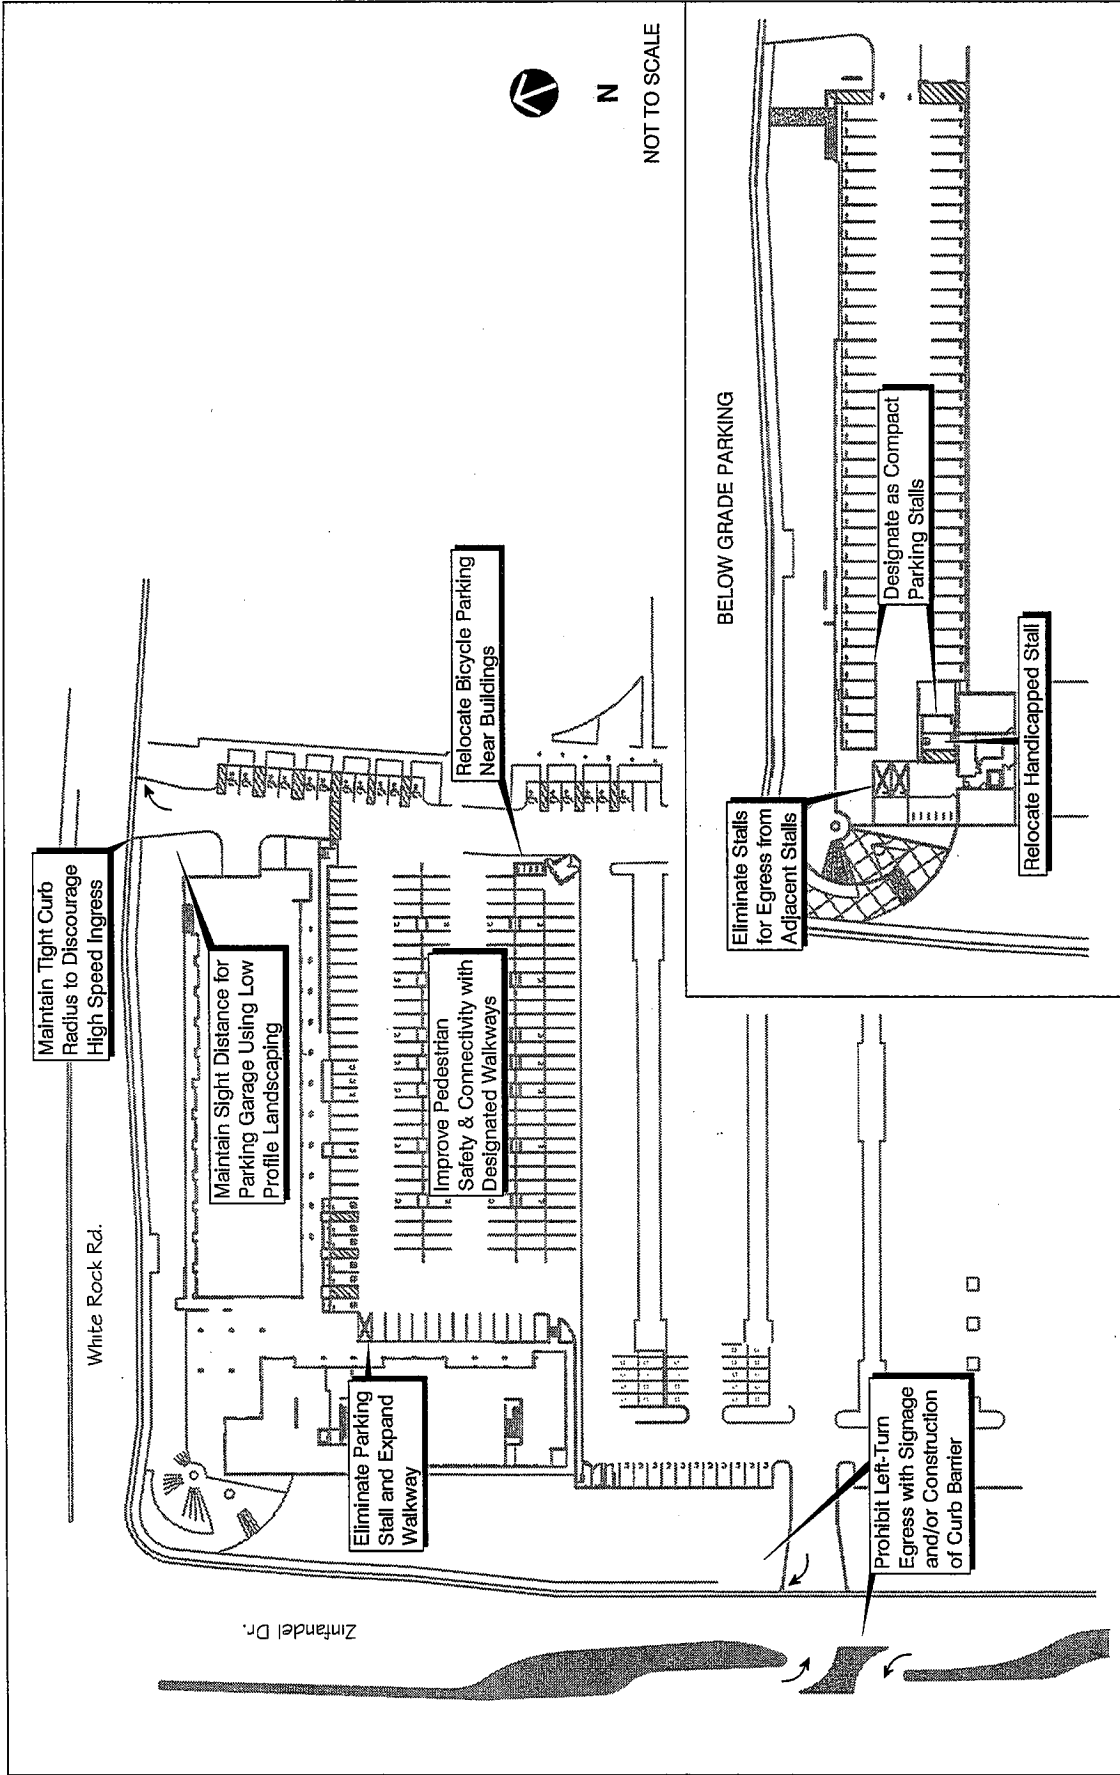 White Rock Rd.
Zinfandel Dr.
Maintain Tight Curb
Radius to Discourage
High Speed Ingress
Maintain Sight Distance for
Parking Garage Using Low
Profile Landscaping
Improve Pedestrian
Safety & Connectivity with
Designated Walkways
Relocate Bicycle Parking
Near Buildings
Eliminate Parking
Stall and Expand
Walkway
Prohibit Left-Turn
Egress with Signage
and/or Construction
of Curb Barrier
N
NOT TO SCALE
BELOW GRADE PARKING
Designate as Compact
Parking Stalls
Eliminate Stalls
for Egress from
Adjacent Stalls
Relocate Handicapped Stall